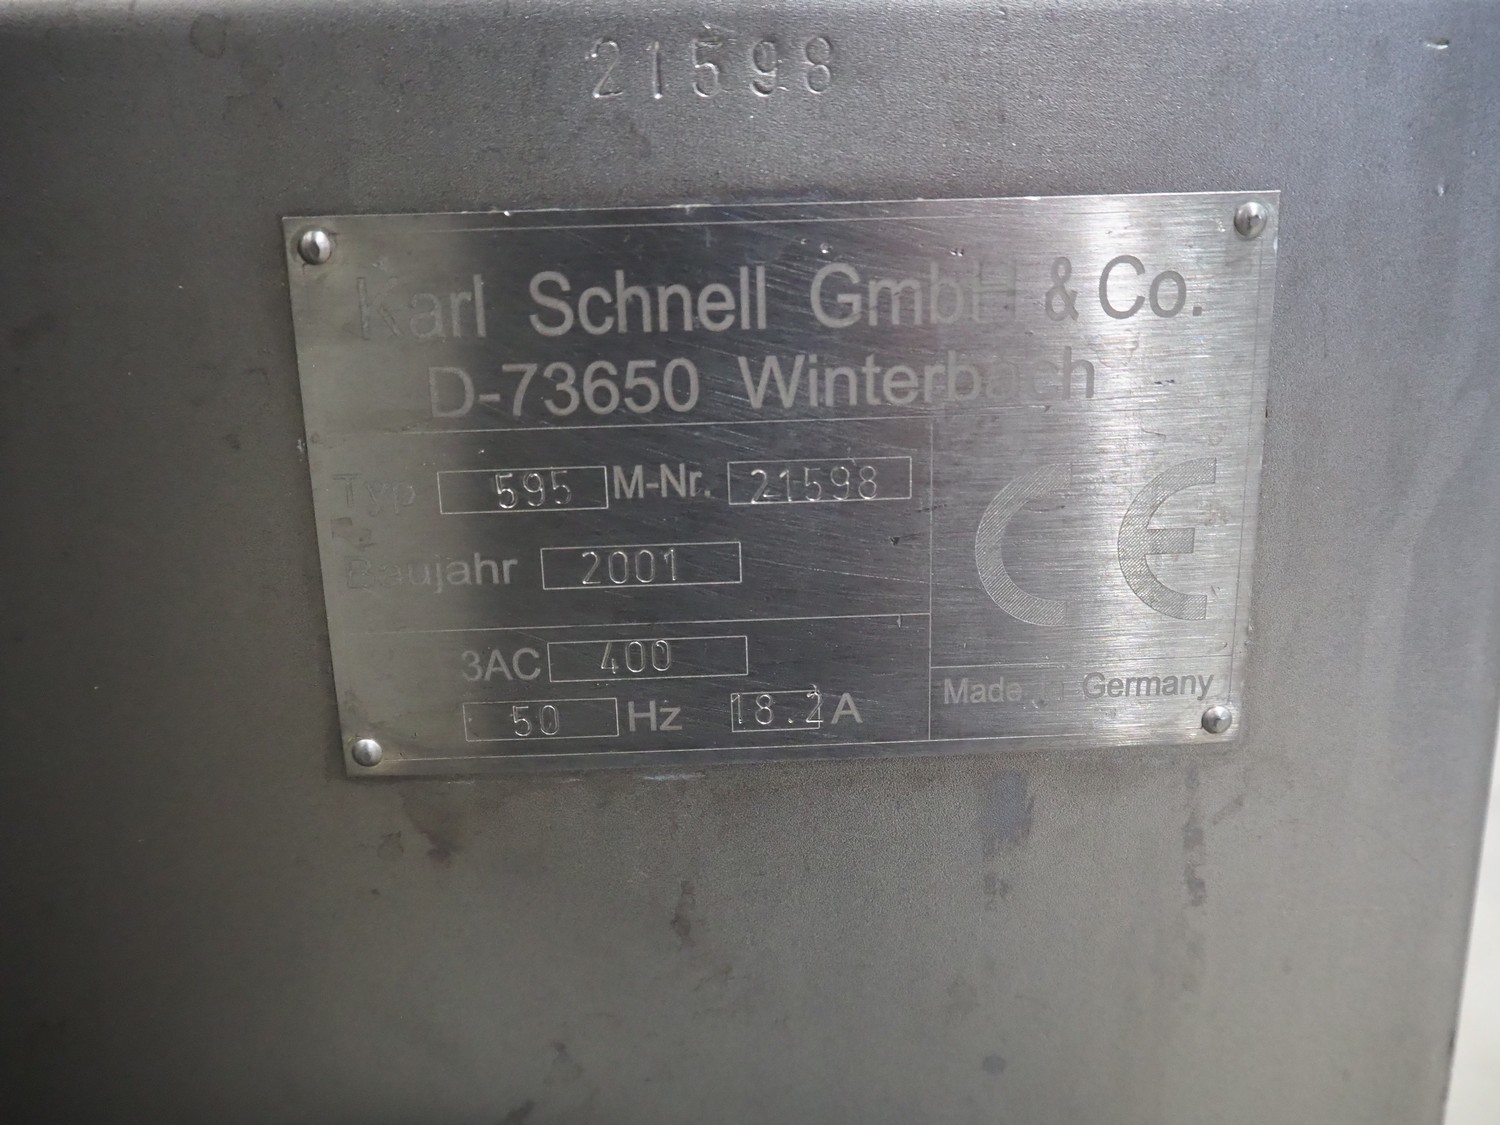 21598
Karl Schnell GmbH & Co.
D-73650 Winterbach
Typ 595 M-Nr. 21598
Baujahr 2001
3AC 400
50 Hz 18.2 A
CE
Made in Germany